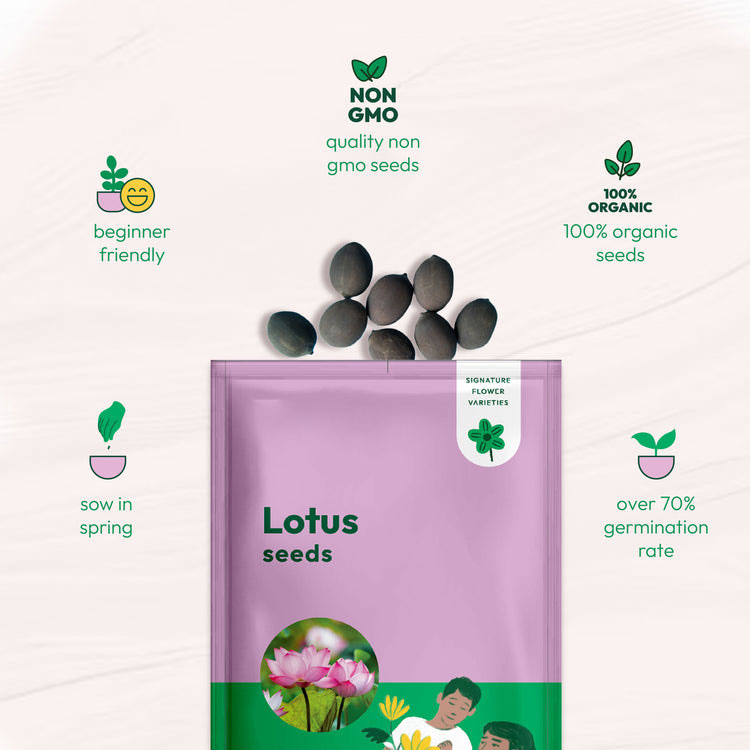 NON
GMO
quality non
gmo seeds
beginner
friendly
100%
ORGANIC
100% organic
seeds
SIGNATURE
FLOWER
VARIETIES
sow in
spring
over 70%
germination
rate
Lotus
seeds